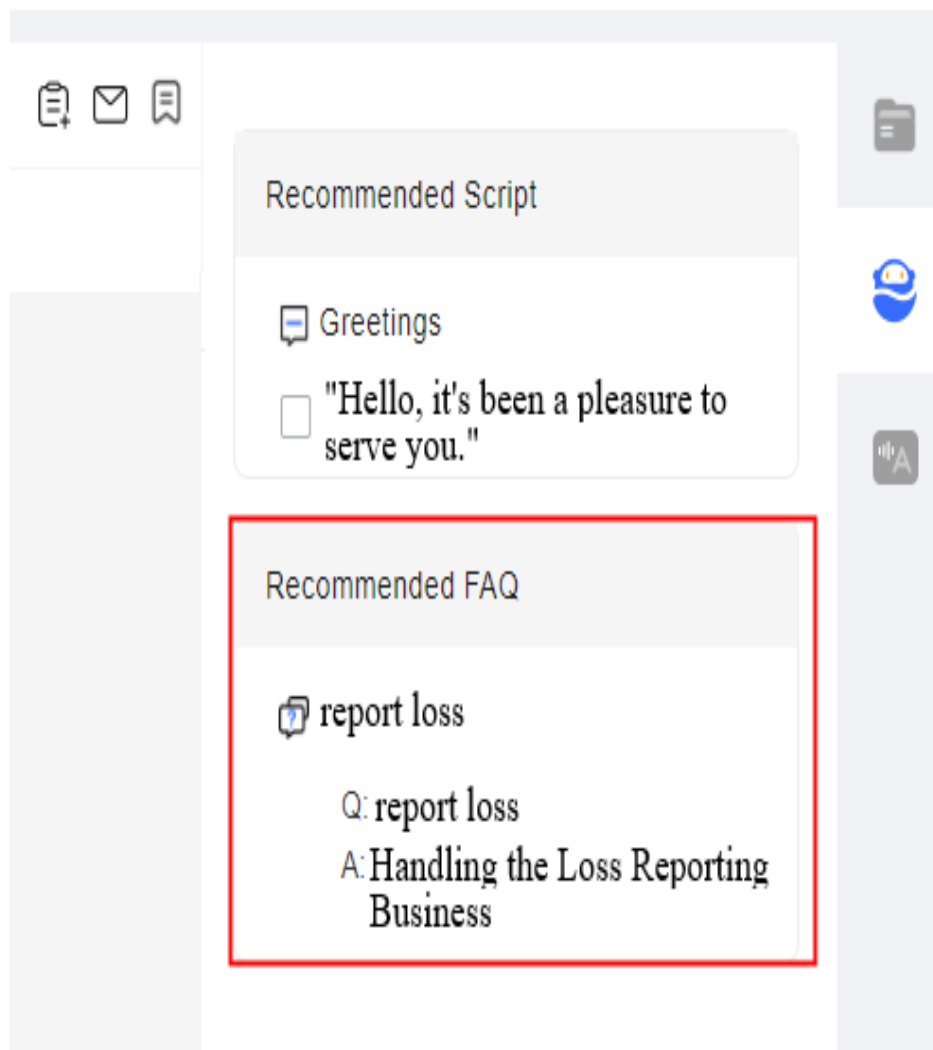 Recommended Script
Greetings
"Hello, it's been a pleasure to
serve you."
A
Recommended FAQ
? report loss
Q: report loss
A: Handling the Loss Reporting
Business